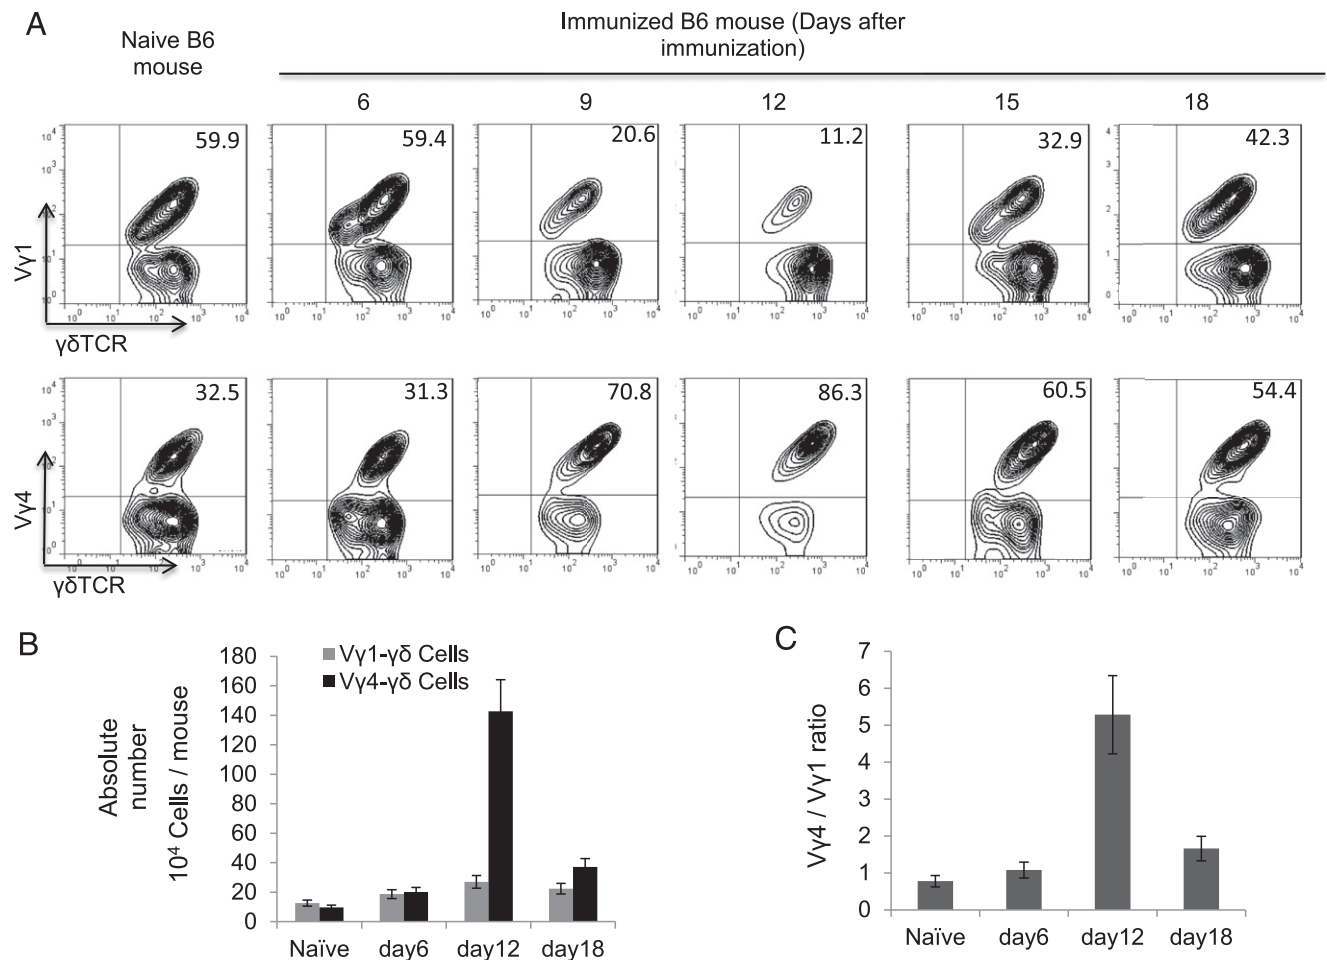 A
Naive B6
mouse
Immunized B6 mouse (Days after
immunization)
6 9 12 15 18
59.9 59.4 20.6 11.2 32.9 42.3
Vγ1
γδTCR
32.5 31.3 70.8 86.3 60.5 54.4
Vγ4
γδTCR
B
Absolute
number
10⁴ Cells / mouse
180
160
140
120
100
80
60
40
20
0
Vγ1-γδ Cells
Vγ4-γδ Cells
Naïve day6 day12 day18
C
Vγ4 / Vγ1 ratio
7
6
5
4
3
2
1
0
Naïve day6 day12 day18